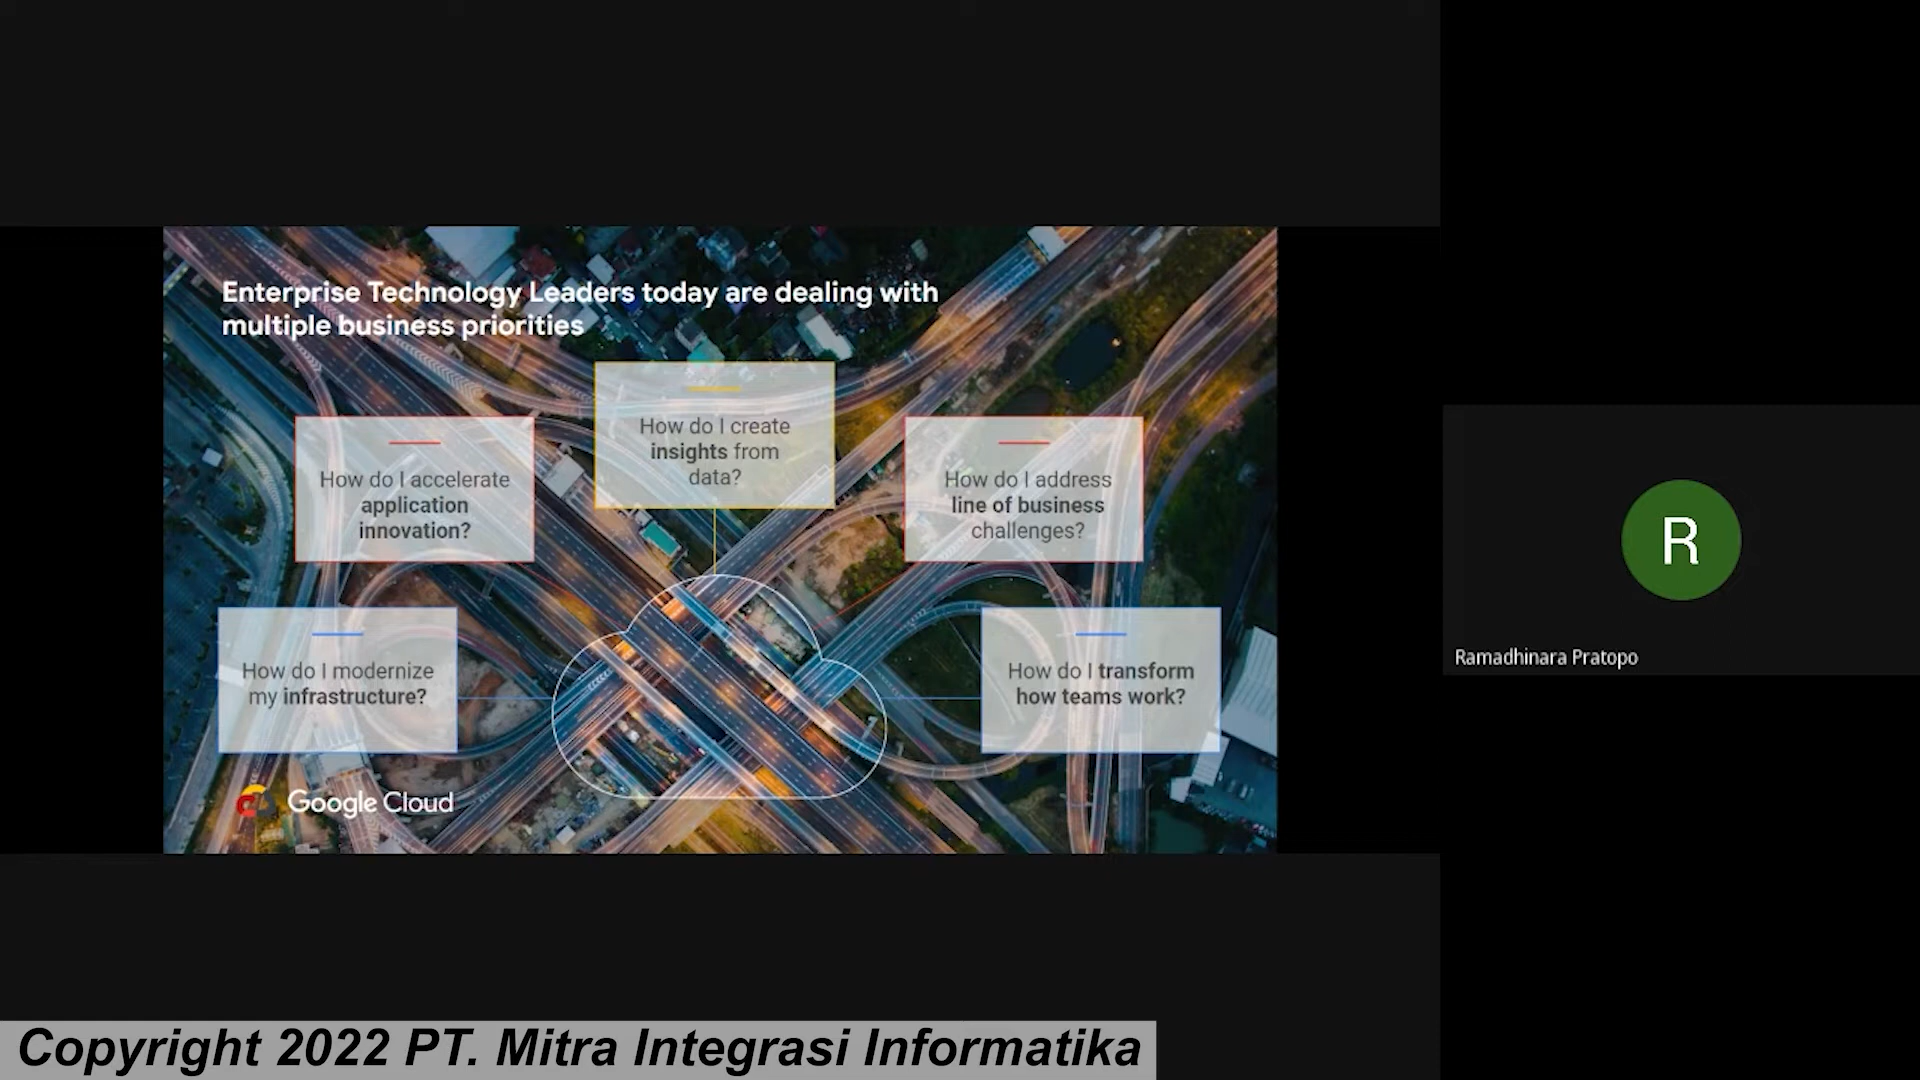 Enterprise Technology Leaders today are dealing with
multiple business priorities
How do I create
insights from
data?
How do I accelerate
application
innovation?
How do I address
line of business
challenges?
How do I modernize
my infrastructure?
How do I transform
how teams work?
Google Cloud
R
Ramadhinara Pratopo
Copyright 2022 PT. Mitra Integrasi Informatika